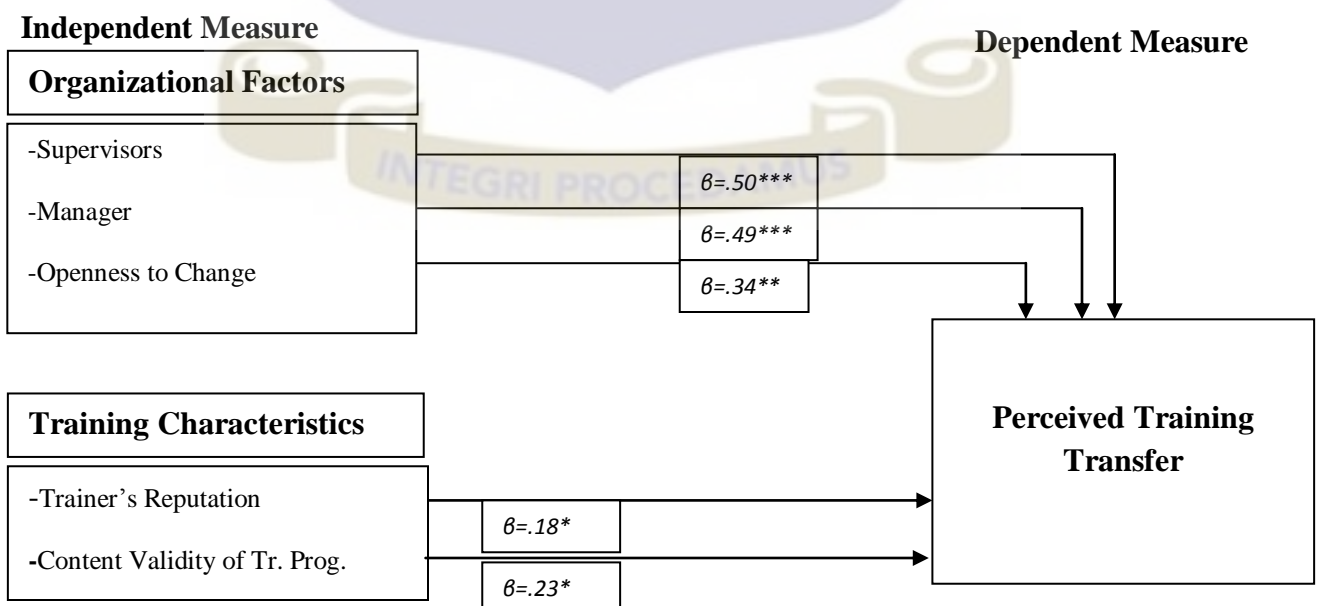 Independent Measure
Dependent Measure
Organizational Factors
-Supervisors
-Manager
-Openness to Change
β=.50***
β=.49***
β=.34**
INTEGRI PROCEDAMUS
Training Characteristics
-Trainer’s Reputation
-Content Validity of Tr. Prog.
β=.18*
β=.23*
Perceived Training
Transfer